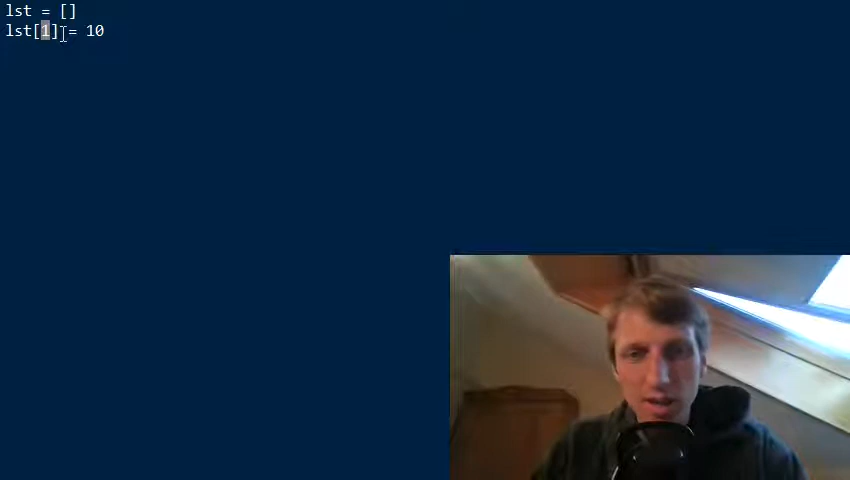 lst = []
lst[1] = 10